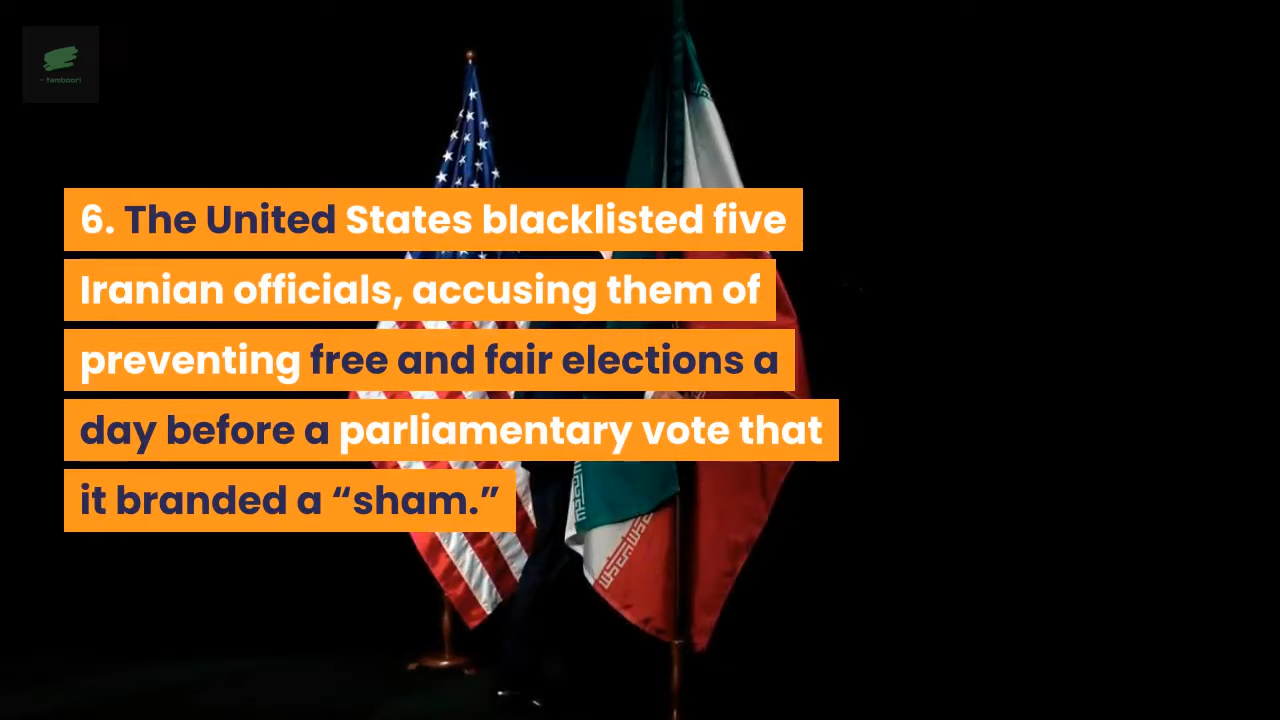 ~ tamboori
6. The United States blacklisted five
Iranian officials, accusing them of
preventing free and fair elections a
day before a parliamentary vote that
it branded a “sham.”